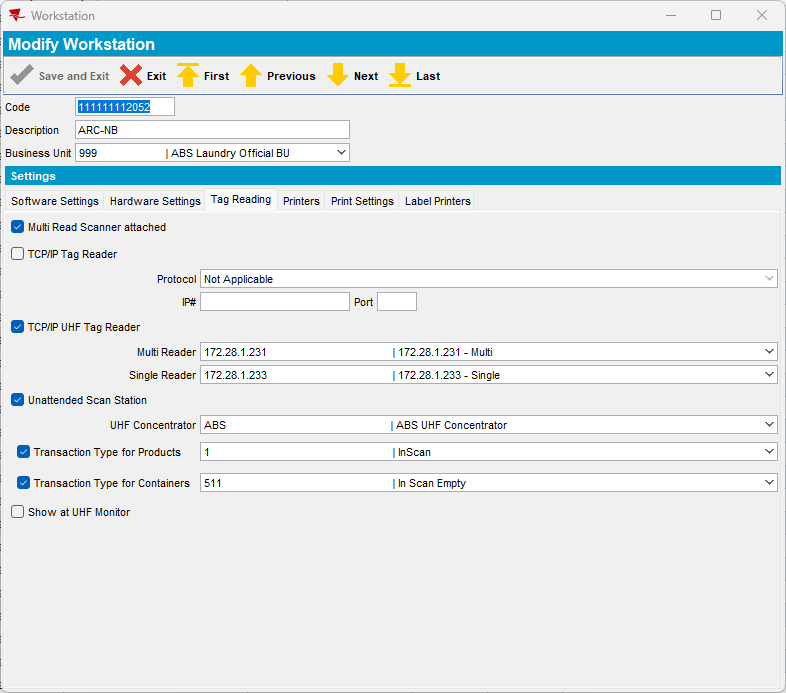 Workstation
Modify Workstation
Save and Exit Exit First Previous Next Last
Code 111111112052
Description ARC-NB
Business Unit 999 | ABS Laundry Official BU
Settings
Software Settings Hardware Settings Tag Reading Printers Print Settings Label Printers
Multi Read Scanner attached
TCP/IP Tag Reader
Protocol Not Applicable
IP# Port
TCP/IP UHF Tag Reader
Multi Reader 172.28.1.231 | 172.28.1.231 - Multi
Single Reader 172.28.1.233 | 172.28.1.233 - Single
Unattended Scan Station
UHF Concentrator ABS | ABS UHF Concentrator
Transaction Type for Products 1 | InScan
Transaction Type for Containers 511 | In Scan Empty
Show at UHF Monitor